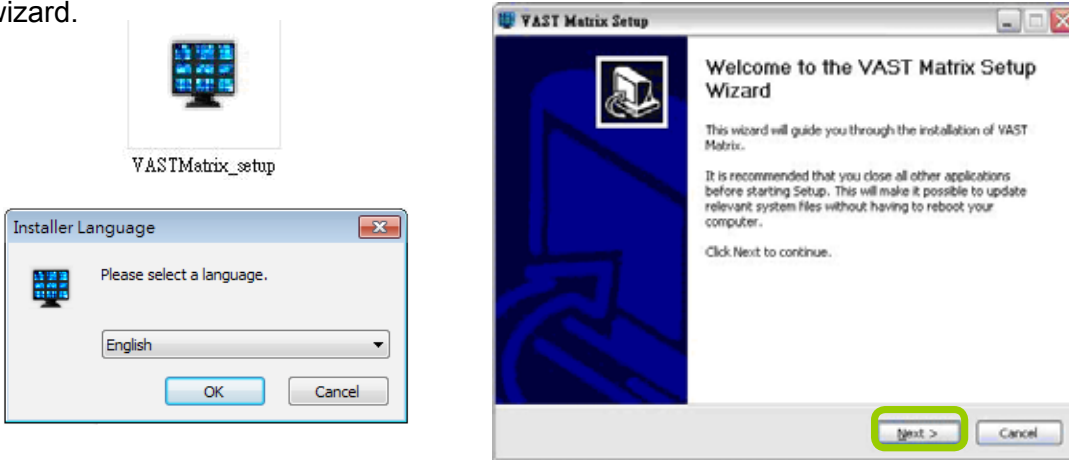 wizard.
VASTMatrix_setup
Installer Language
Please select a language.
English
OK
Cancel
VAST Matrix Setup
Welcome to the VAST Matrix Setup
Wizard
This wizard will guide you through the installation of VAST
Matrix.
It is recommended that you close all other applications
before starting Setup. This will make it possible to update
relevant system files without having to reboot your
computer.
Click Next to continue.
Next >
Cancel